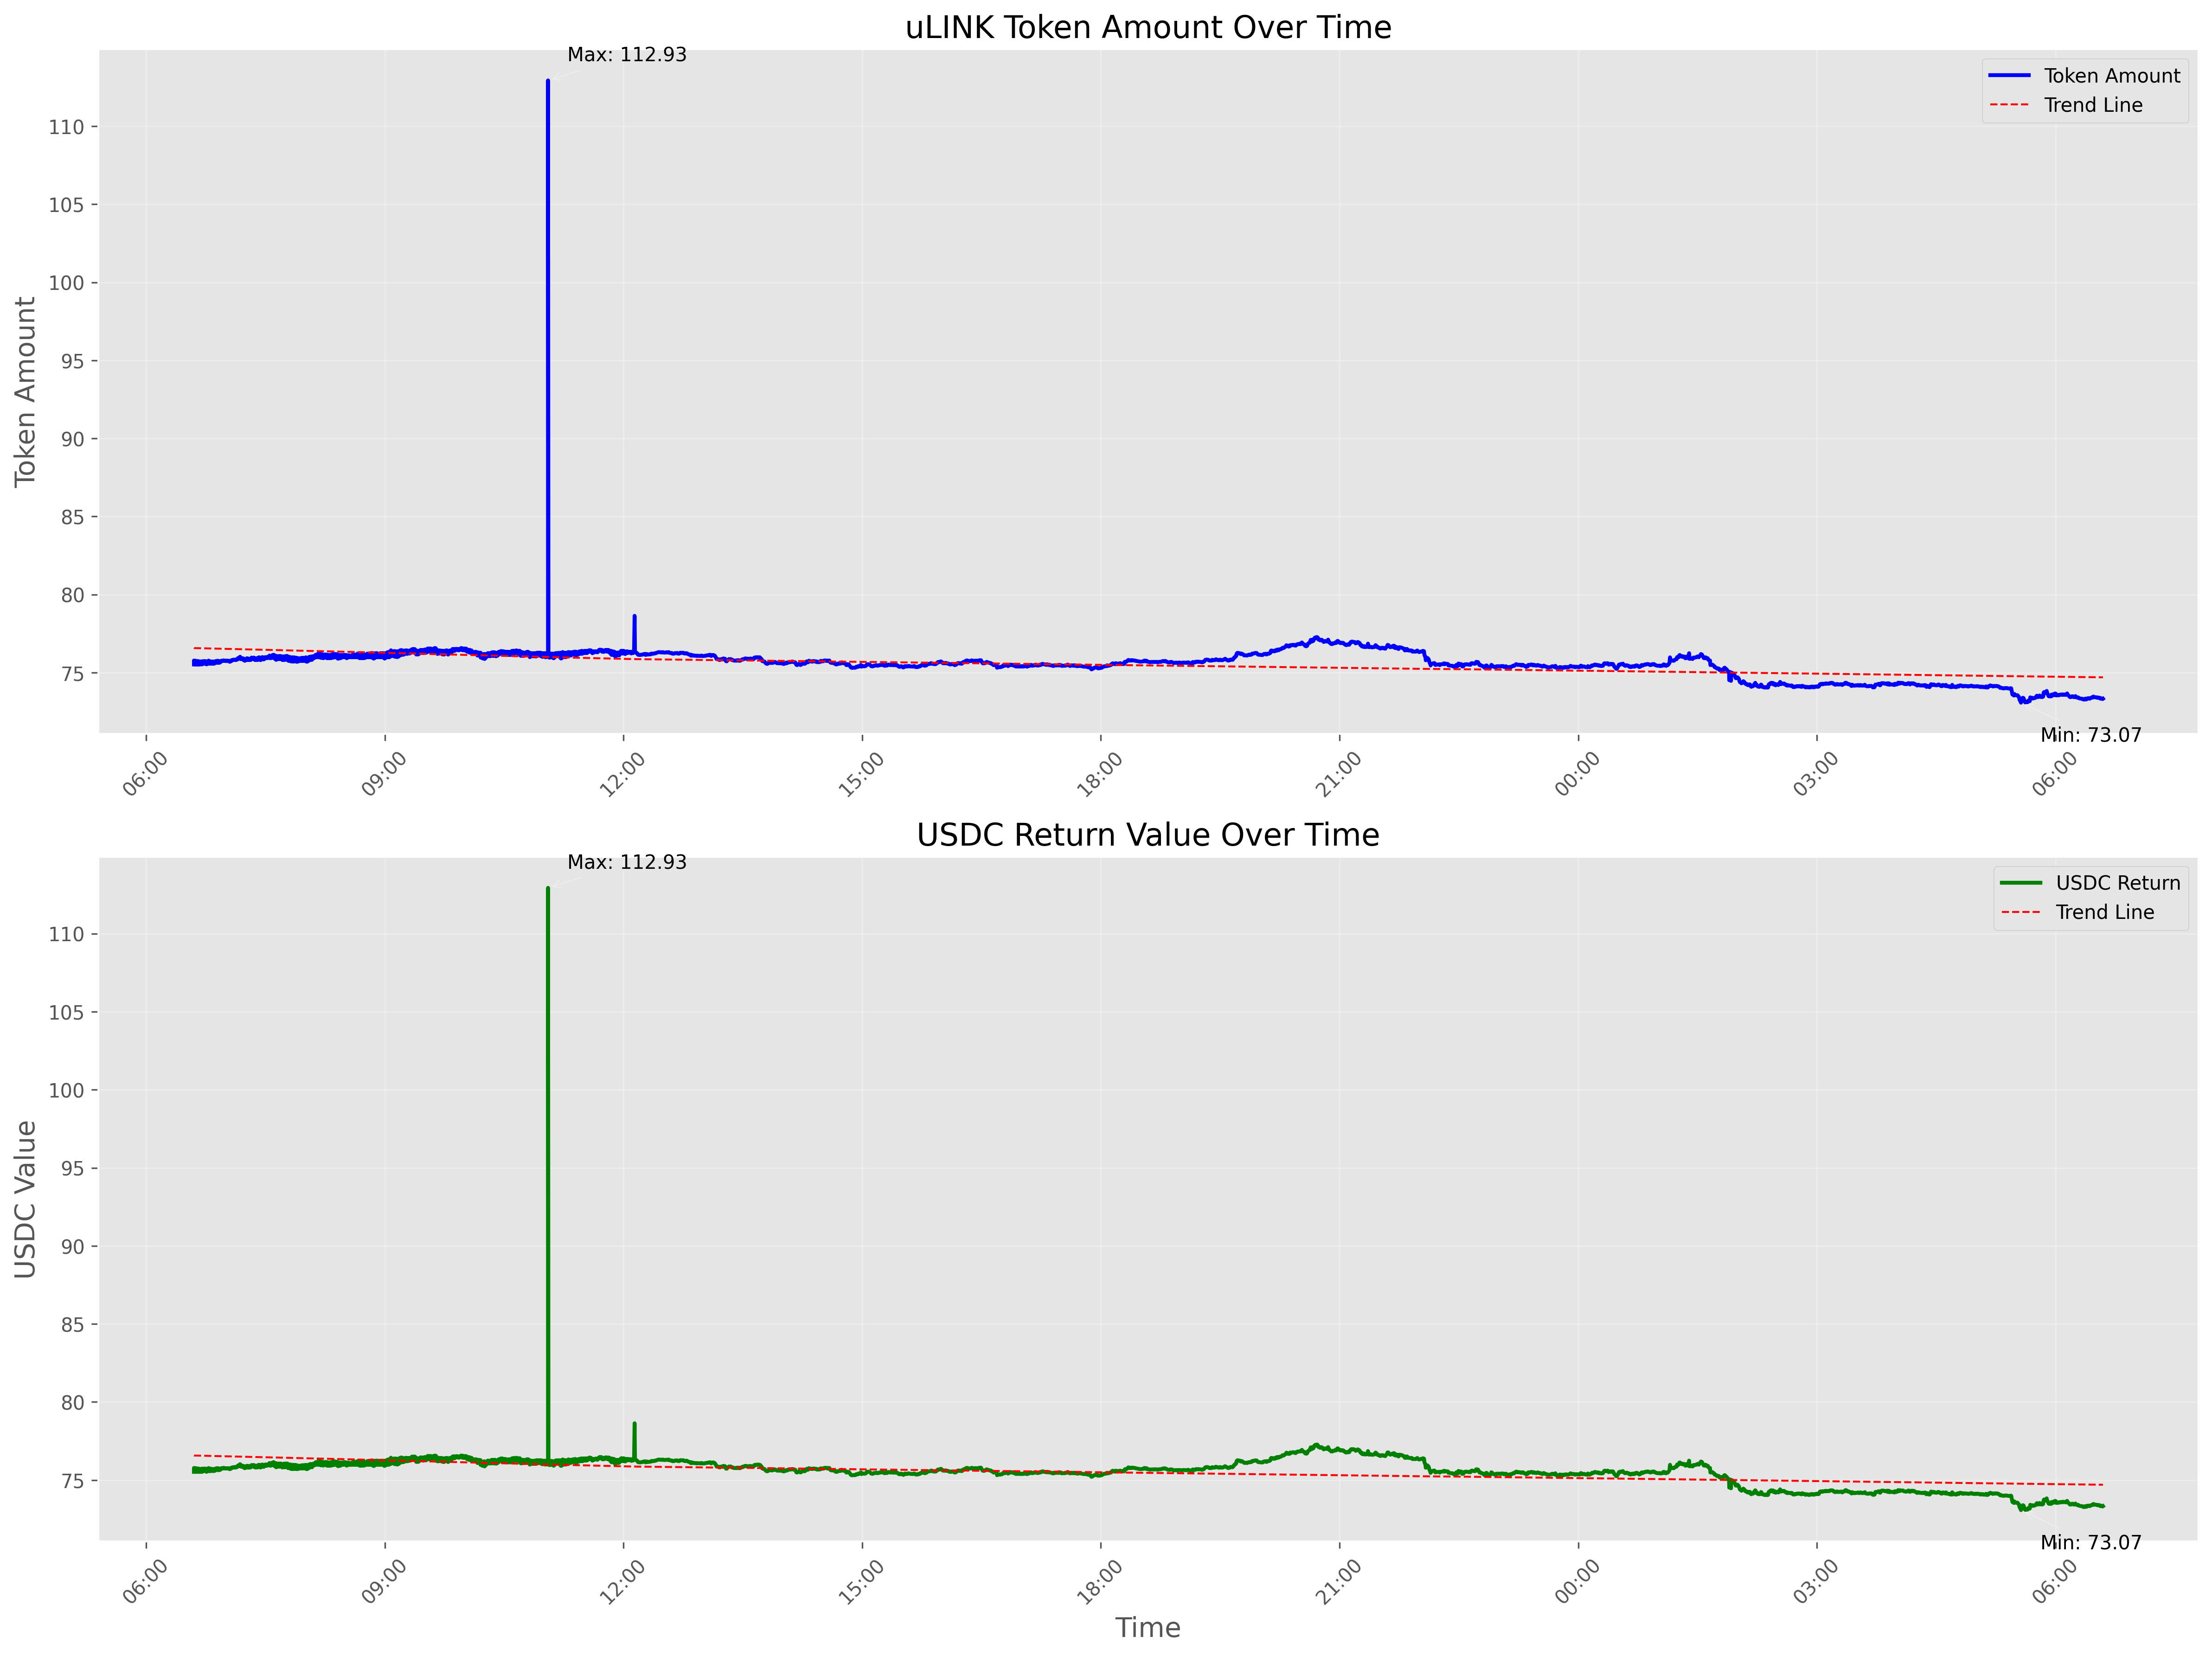 uLINK Token Amount Over Time
Max: 112.93
Token Amount
Trend Line
Token Amount
110
105
100
95
90
85
80
75
Min: 73.07
06:00
09:00
12:00
15:00
18:00
21:00
00:00
03:00
06:00
USDC Return Value Over Time
Max: 112.93
USDC Return
Trend Line
USDC Value
110
105
100
95
90
85
80
75
Min: 73.07
06:00
09:00
12:00
15:00
18:00
21:00
00:00
03:00
06:00
Time